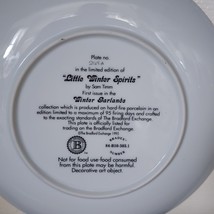 Plate no:
in the limited edition of
"Little Winter Spirits"
by Sam Timm
First issue in the
Winter Garlands
collection which is produced on hard-fire porcelain in an
edition limited to a maximum of 95 firing days and crafted
to the exacting standards of The Bradford Exchange.
This plate is officially listed for
trading on the Bradford Exchange.
B
BRADEX
NUMBER
Not for food use: food consumed
from this plate may be harmful.
Decorative art object.